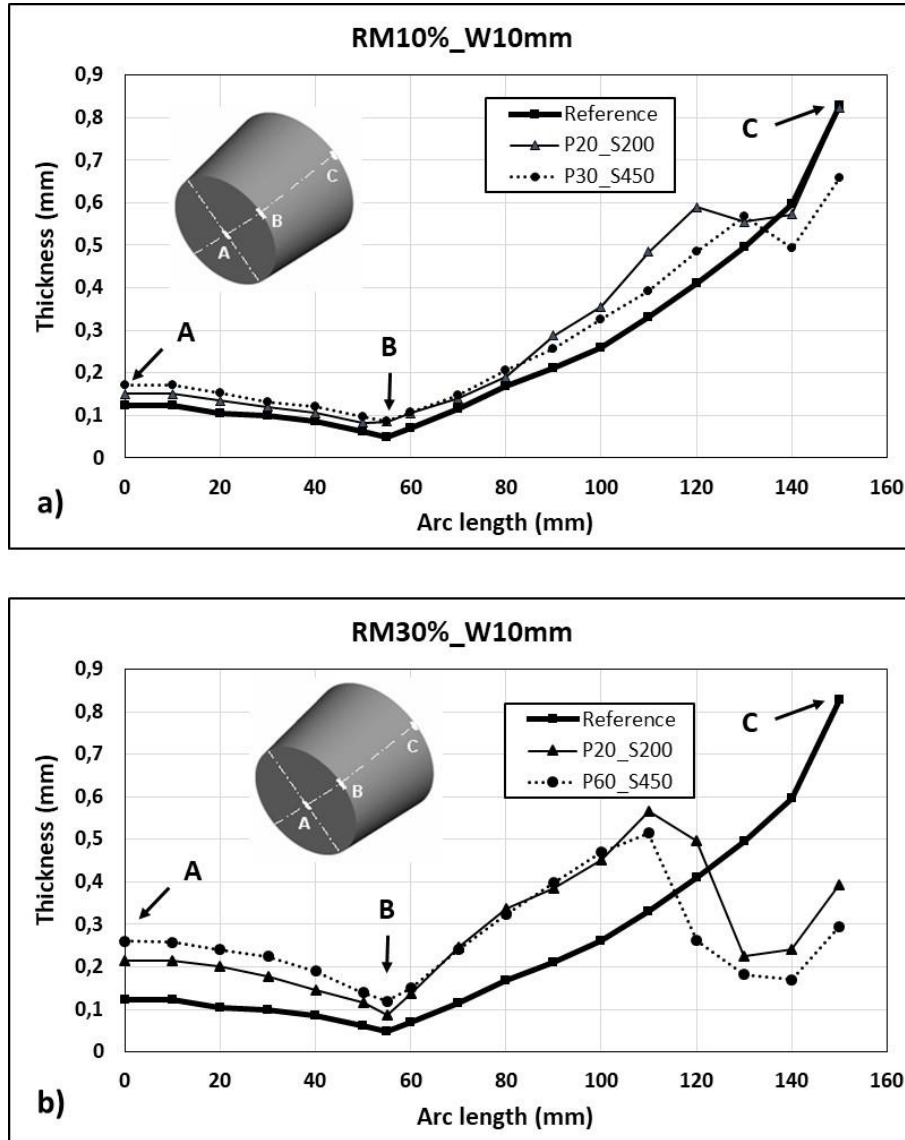 RM10%_W10mm
0,9
0,8
0,7
0,6
0,5
0,4
0,3
0,2
0,1
0
Thickness (mm)
Reference
P20_S200
P30_S450
C
C
B
A
A
B
0 20 40 60 80 100 120 140 160
Arc length (mm)
a)
RM30%_W10mm
0,9
0,8
0,7
0,6
0,5
0,4
0,3
0,2
0,1
0
Thickness (mm)
Reference
P20_S200
P60_S450
C
C
B
A
A
B
0 20 40 60 80 100 120 140 160
Arc length (mm)
b)